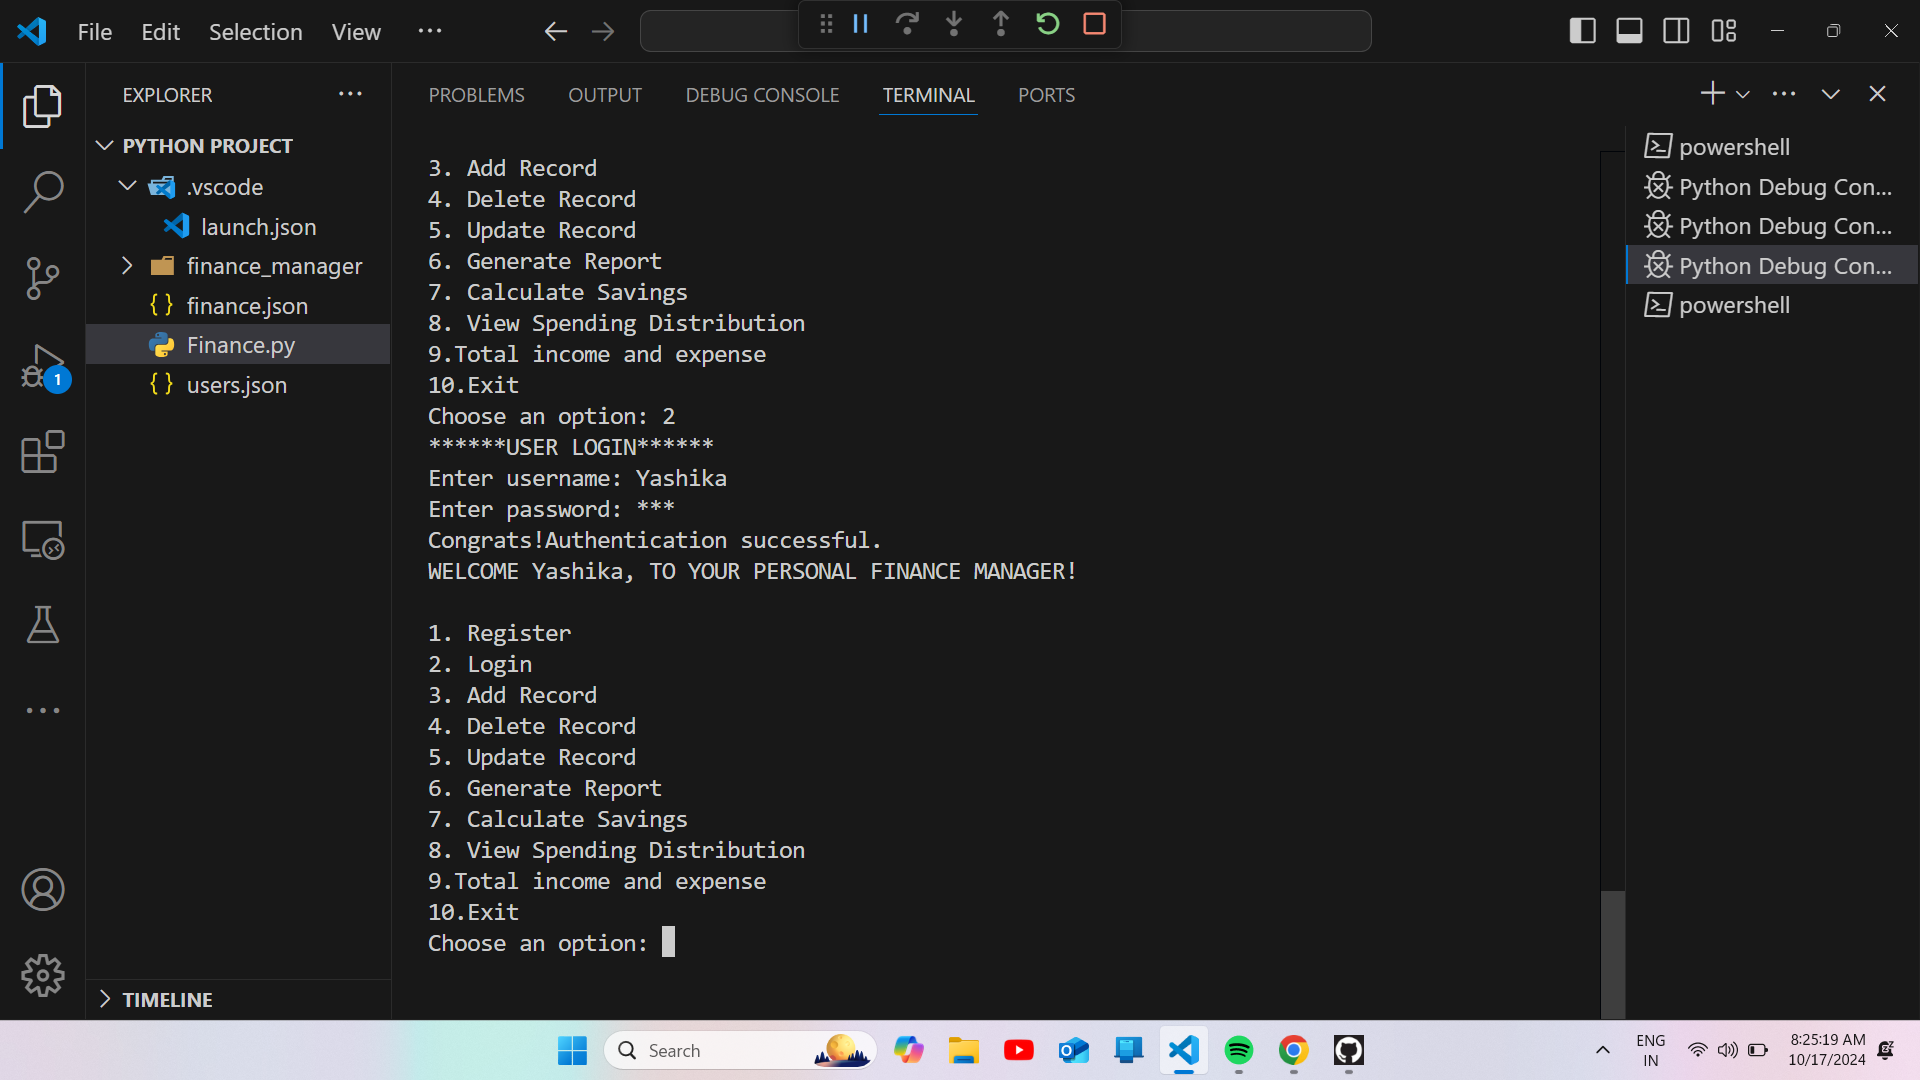 File Edit Selection View ...
EXPLORER ...
PYTHON PROJECT
.vscode
launch.json
finance_manager
{} finance.json
Finance.py
{} users.json
1
TIMELINE
PROBLEMS OUTPUT DEBUG CONSOLE TERMINAL PORTS
3. Add Record
4. Delete Record
5. Update Record
6. Generate Report
7. Calculate Savings
8. View Spending Distribution
9.Total income and expense
10.Exit
Choose an option: 2
******USER LOGIN******
Enter username: Yashika
Enter password: ***
Congrats!Authentication successful.
WELCOME Yashika, TO YOUR PERSONAL FINANCE MANAGER!
1. Register
2. Login
3. Add Record
4. Delete Record
5. Update Record
6. Generate Report
7. Calculate Savings
8. View Spending Distribution
9.Total income and expense
10.Exit
Choose an option:
powershell
Python Debug Con...
Python Debug Con...
Python Debug Con...
powershell
Search
ENG
IN
8:25:19 AM
10/17/2024